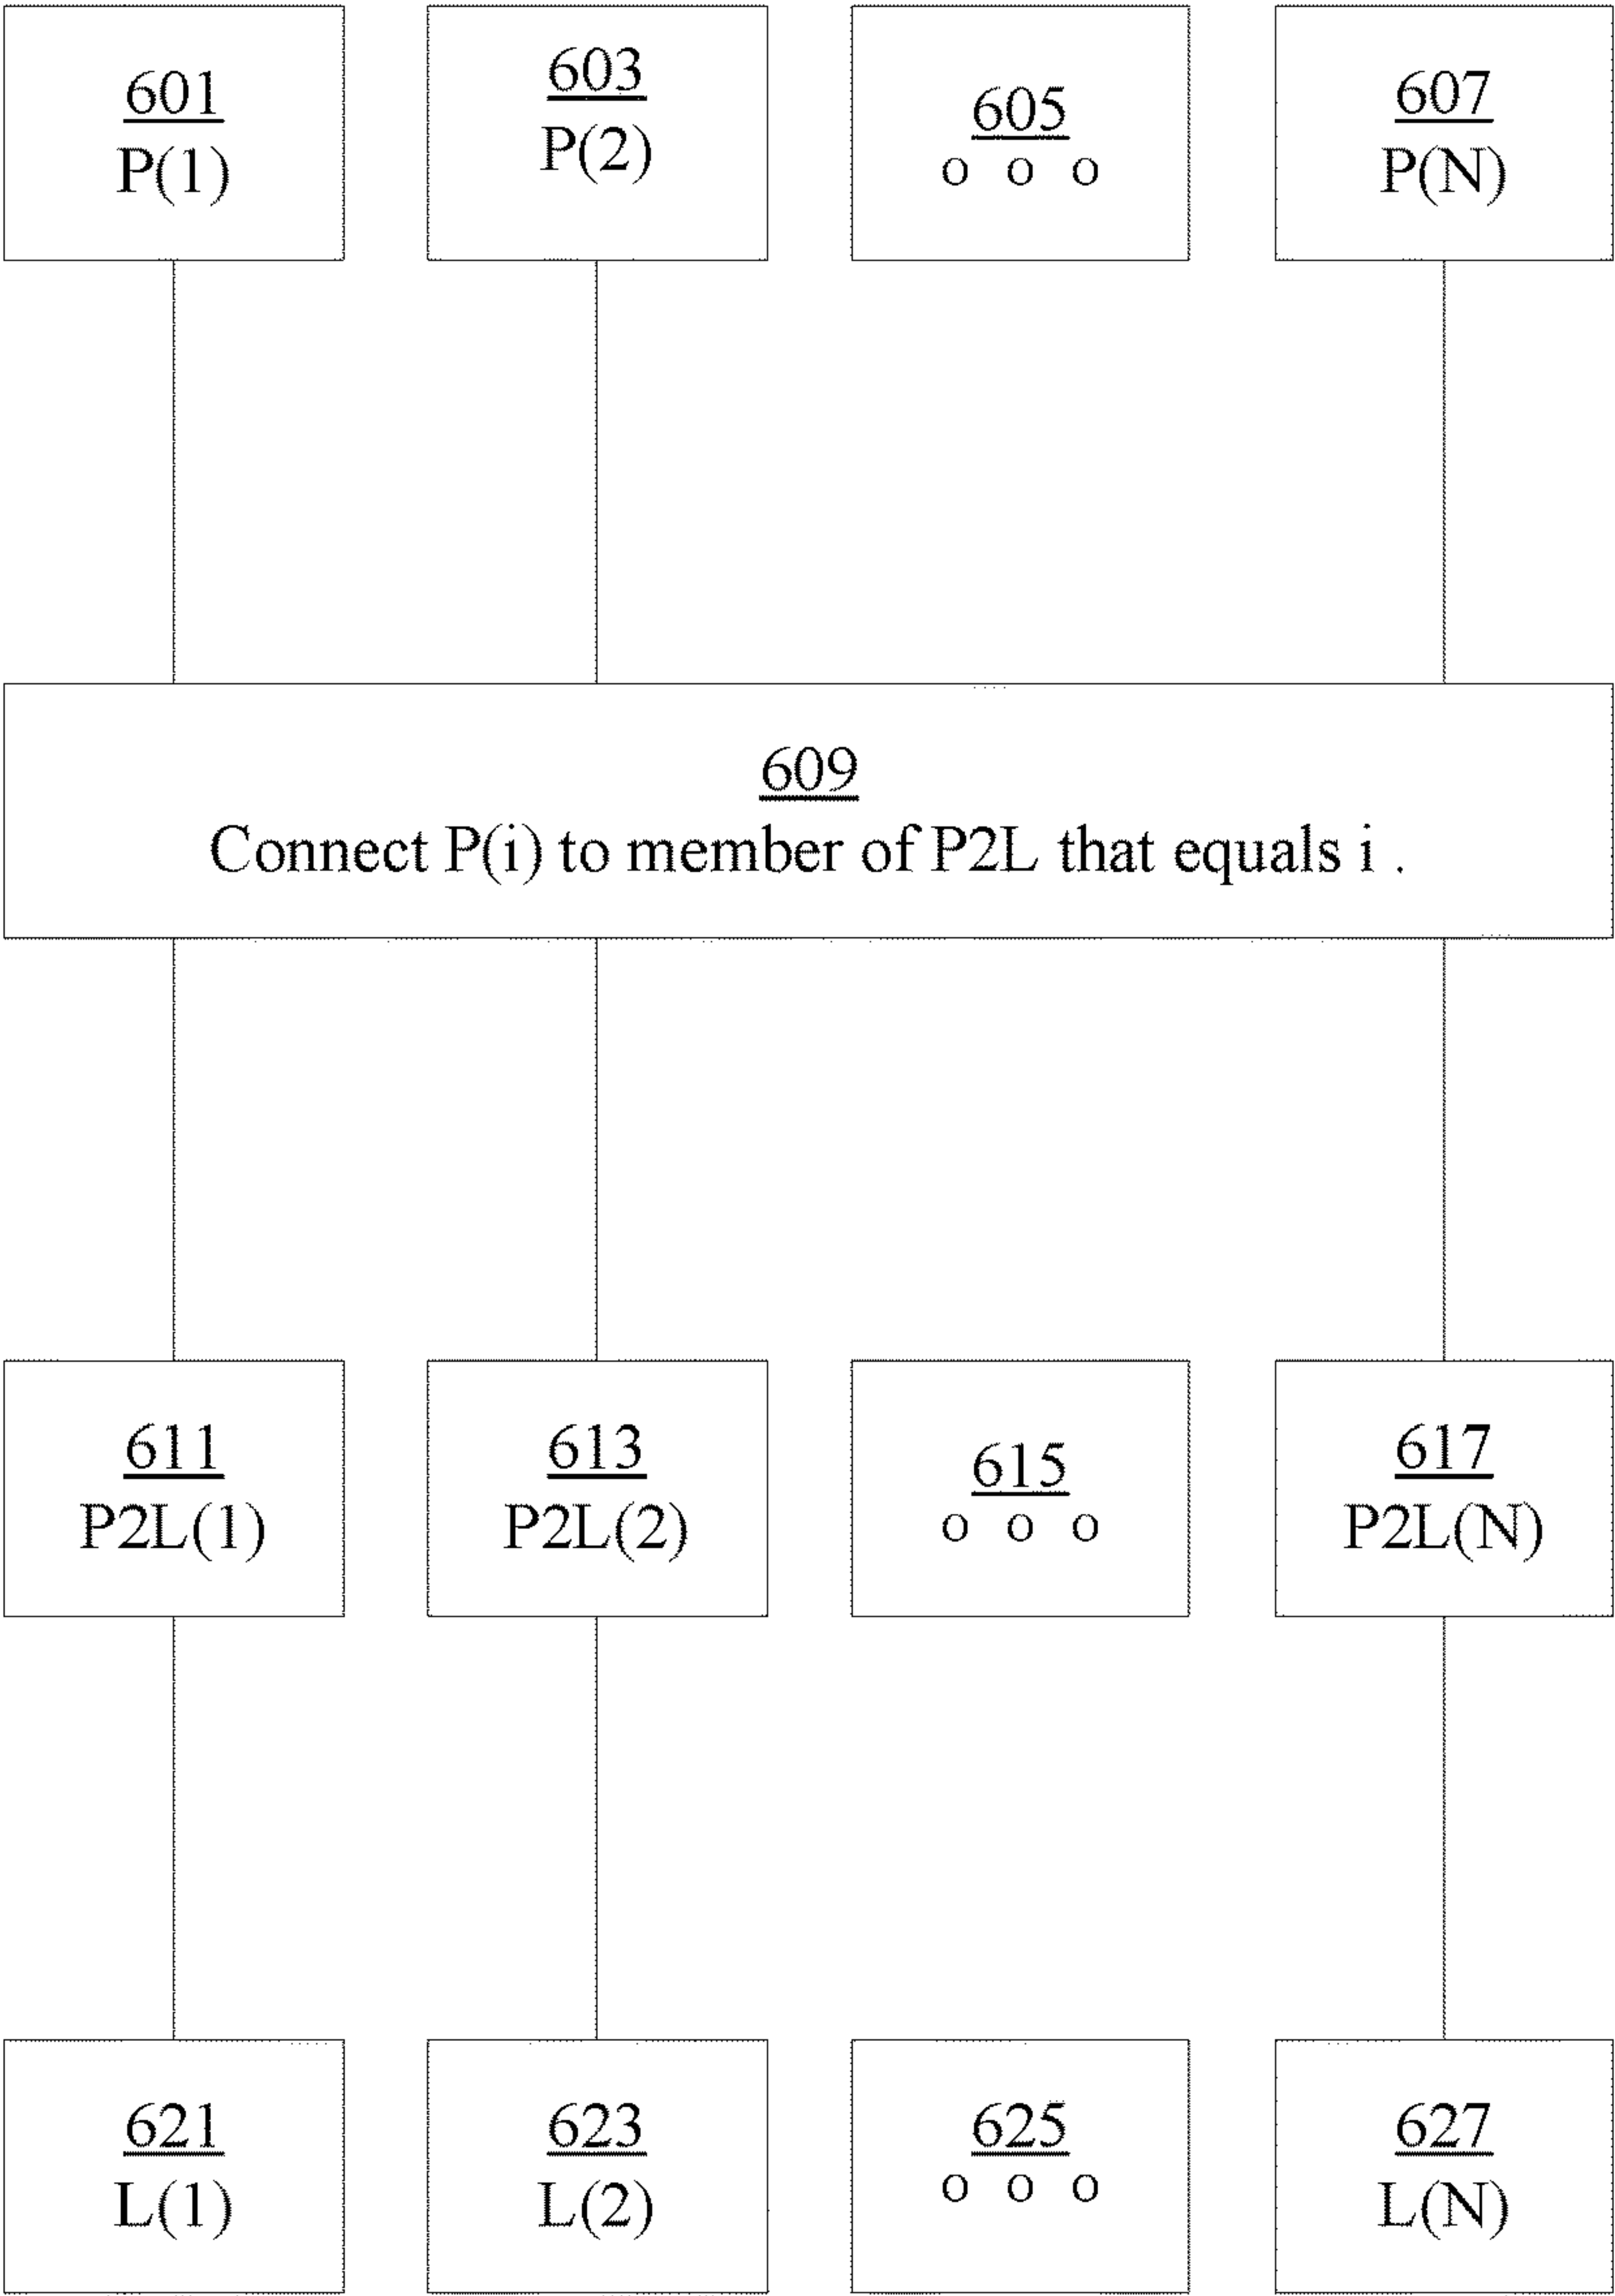 601
P(1)
603
P(2)
605
o o o
607
P(N)
609
Connect P(i) to member of P2L that equals i .
611
P2L(1)
613
P2L(2)
615
o o o
617
P2L(N)
621
L(1)
623
L(2)
625
o o o
627
L(N)